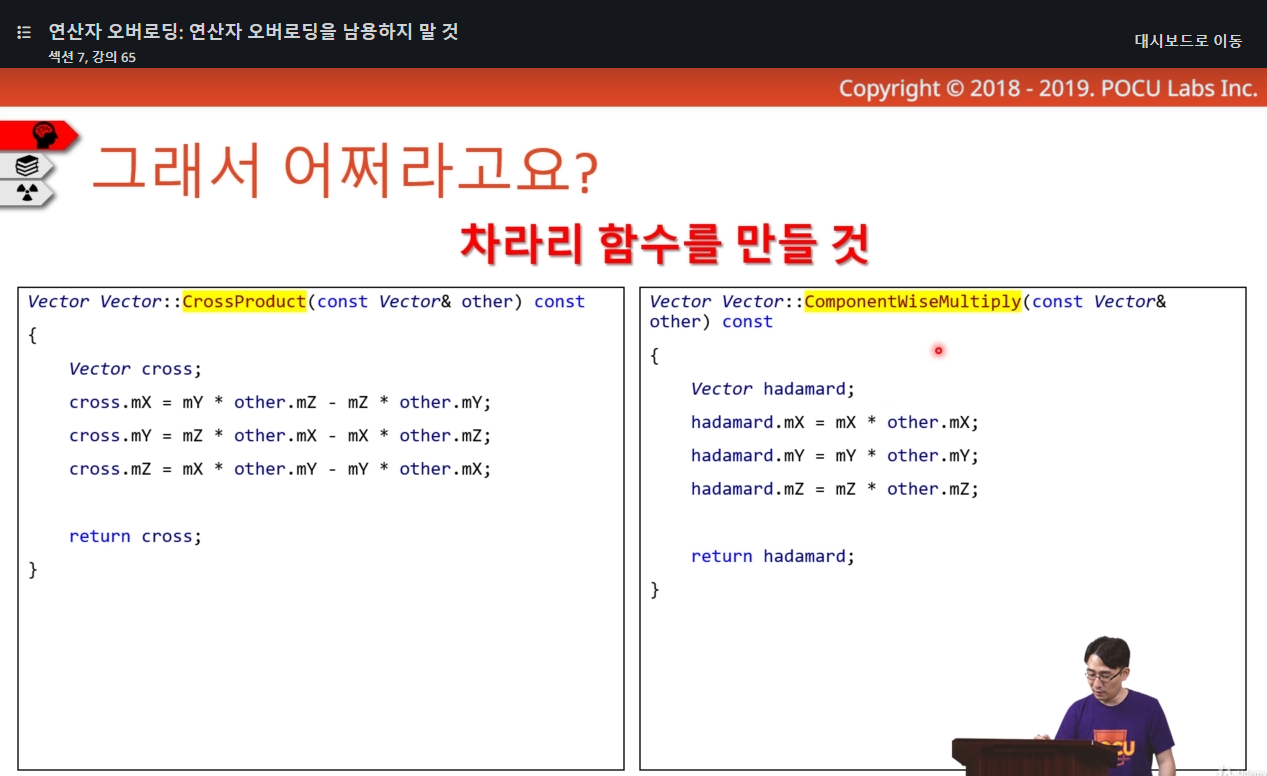 연산자 오버로딩: 연산자 오버로딩을 남용하지 말 것
섹션 7, 강의 65
대시보드로 이동
Copyright © 2018 - 2019. POCU Labs Inc.
그래서 어쩌라고요?
차라리 함수를 만들 것
Vector Vector::CrossProduct(const Vector& other) const
{
Vector cross;
cross.mX = mY * other.mZ - mZ * other.mY;
cross.mY = mZ * other.mX - mX * other.mZ;
cross.mZ = mX * other.mY - mY * other.mX;
return cross;
}
Vector Vector::ComponentWiseMultiply(const Vector&
other) const
{
Vector hadamard;
hadamard.mX = mX * other.mX;
hadamard.mY = mY * other.mY;
hadamard.mZ = mZ * other.mZ;
return hadamard;
}